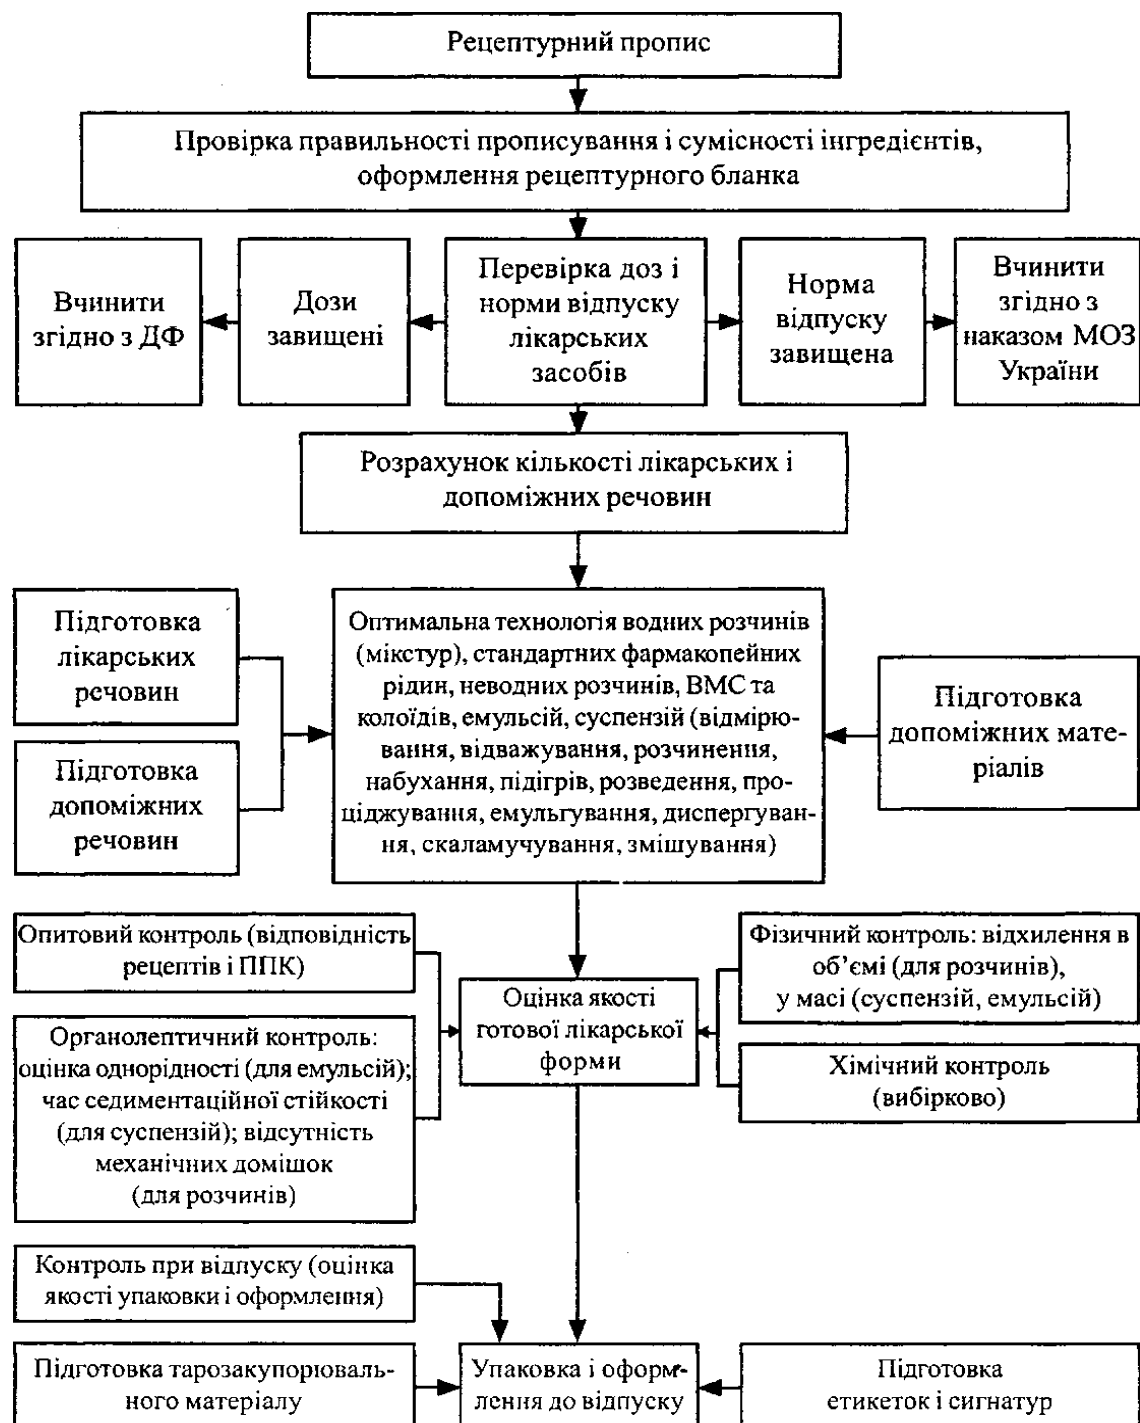 Рецептурний пропис
Провірка правильності прописування і сумісності інгредієнтів,
оформлення рецептурного бланка
Вчинити
згідно з ДФ
Дози
завищені
Перевірка доз і
норми відпуску
лікарських
засобів
Норма
відпуску
завищена
Вчинити
згідно з
наказом МОЗ
України
Розрахунок кількості лікарських і
допоміжних речовин
Підготовка
лікарських
речовин
Підготовка
допоміжних
речовин
Оптимальна технологія водних розчинів
(мікстур), стандартних фармакопейних
рідин, неводних розчинів, ВМС та
колоїдів, емульсій, суспензій (відмірю-
вання, відважування, розчинення,
набухання, підігрів, розведення, про-
ціджування, емульгування, диспергуван-
ня, скаламучування, змішування)
Підготовка
допоміжних мате-
ріалів
Опитовий контроль (відповідність
рецептів і ППК)
Органолептичний контроль:
оцінка однорідності (для емульсій);
час седиментаційної стійкості
(для суспензій); відсутність
механічних домішок
(для розчинів)
Оцінка якості
готової лікарської
форми
Фізичний контроль: відхилення в
об’ємі (для розчинів),
у масі (суспензій, емульсій)
Хімічний контроль
(вибірково)
Контроль при відпуску (оцінка
якості упаковки і оформлення)
Підготовка тарозакупорюваль-
ного матеріалу
Упаковка і оформ-
лення до відпуску
Підготовка
етикеток і сигнатур